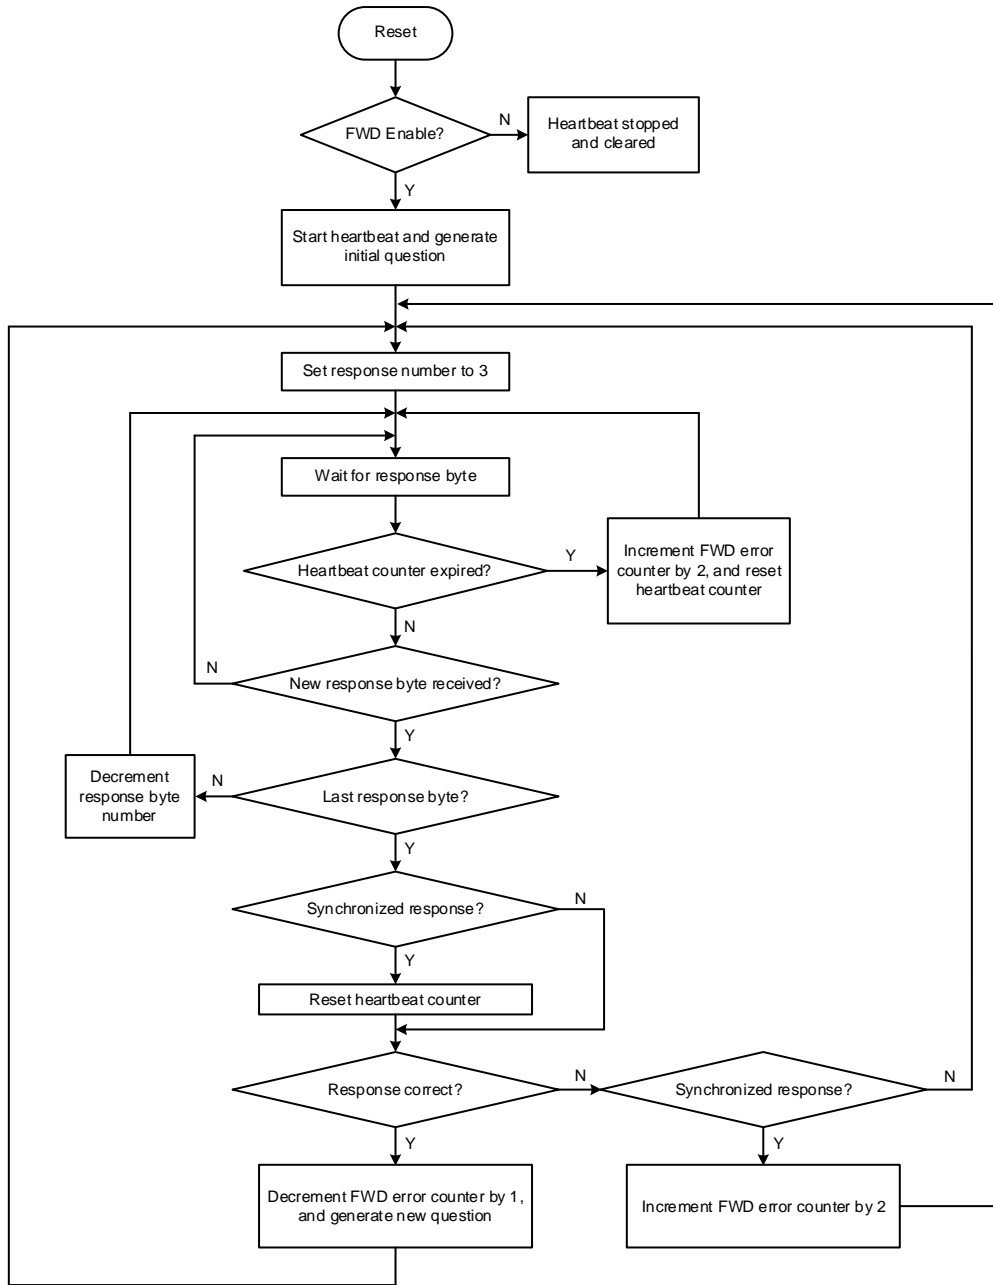 Reset
FWD Enable?
N
Heartbeat stopped
and cleared
Y
Start heartbeat and generate
initial question
Set response number to 3
Wait for response byte
Heartbeat counter expired?
Y
Increment FWD error
counter by 2, and reset
heartbeat counter
N
N
New response byte received?
Y
Decrement
response byte
number
N
Last response byte?
Y
Synchronized response?
N
Y
Reset heartbeat counter
Response correct?
N
Synchronized response?
N
Y
Y
Decrement FWD error counter by 1,
and generate new question
Increment FWD error counter by 2